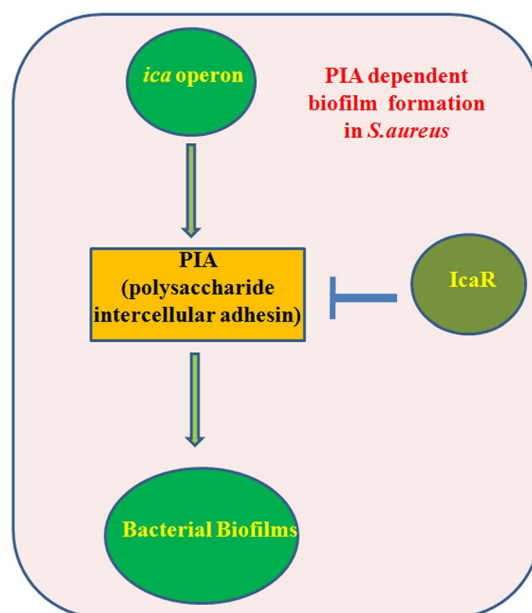 ica operon
PIA dependent
biofilm formation
in S.aureus
PIA
(polysaccharide
intercellular adhesin)
IcaR
Bacterial Biofilms